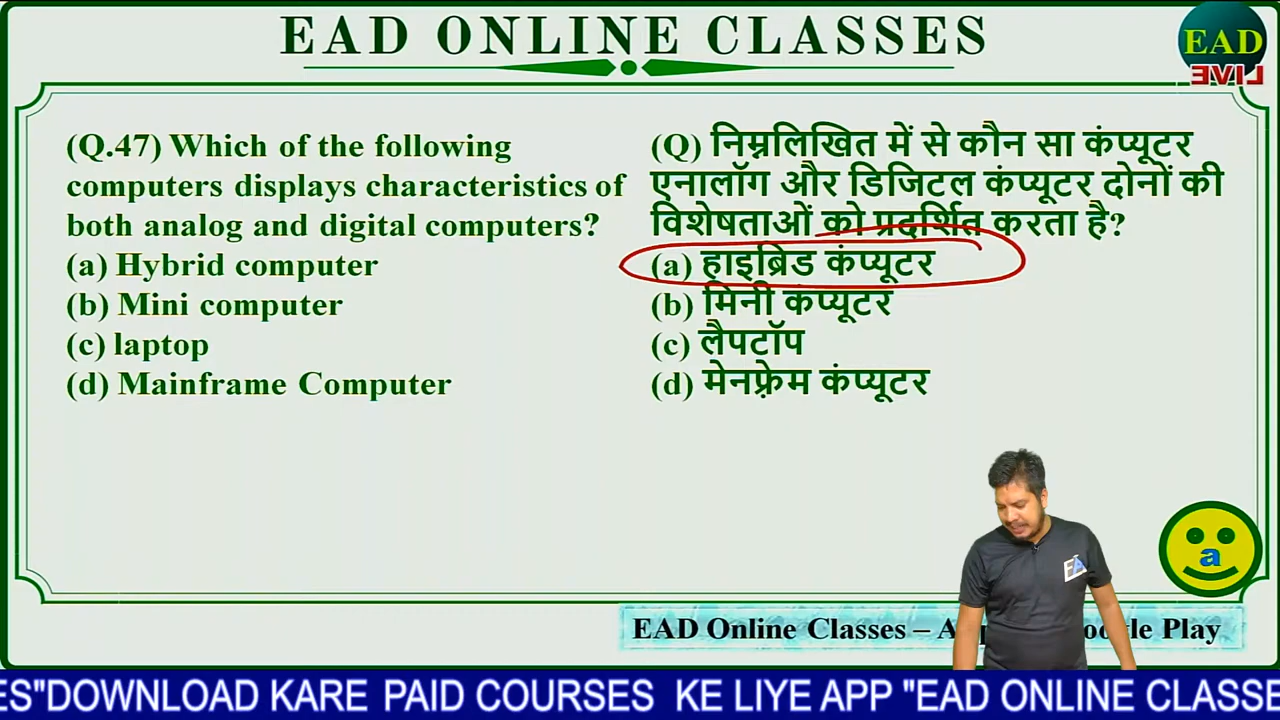 EAD ONLINE CLASSES
EAD
LIVE
(Q.47) Which of the following
computers displays characteristics of
both analog and digital computers?
(a) Hybrid computer
(b) Mini computer
(c) laptop
(d) Mainframe Computer
(Q) निम्नलिखित में से कौन सा कंप्यूटर
एनालॉग और डिजिटल कंप्यूटर दोनों की
विशेषताओं को प्रदर्शित करता है?
(a) हाइब्रिड कंप्यूटर
(b) मिनी कंप्यूटर
(c) लैपटॉप
(d) मेनफ़्रेम कंप्यूटर
a
EAD Online Classes – Play
ES"DOWNLOAD KARE PAID COURSES KE LIYE APP "EAD ONLINE CLASSE